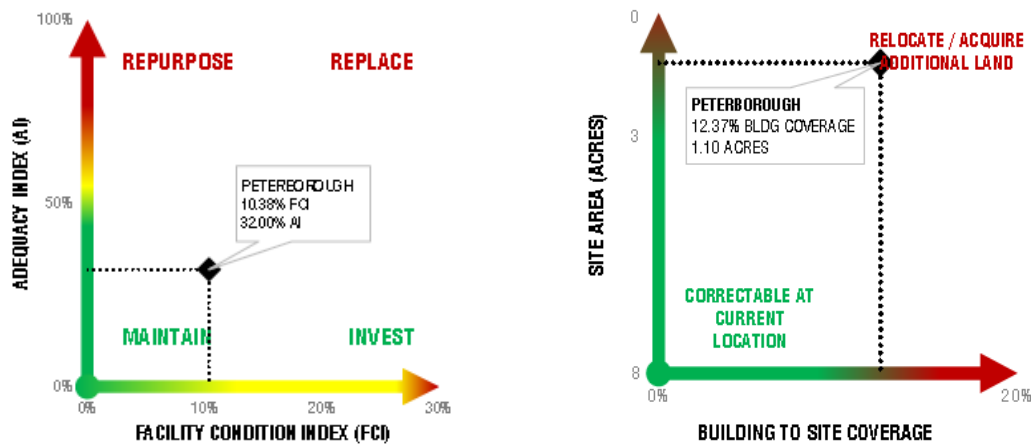 100%
REPURPOSE
REPLACE
ADEQUACY INDEX (AI)
50%
PETERBOROUGH
10.38% FCI
32.00% AI
MAINTAIN
INVEST
0%
0%
10%
20%
30%
FACILITY CONDITION INDEX (FCI)
0
RELOCATE / ACQUIRE
ADDITIONAL LAND
PETERBOROUGH
12.37% BLDG COVERAGE
1.10 ACRES
3
SITE AREA (ACRES)
CORRECTABLE AT
CURRENT
LOCATION
8
0%
20%
BUILDING TO SITE COVERAGE